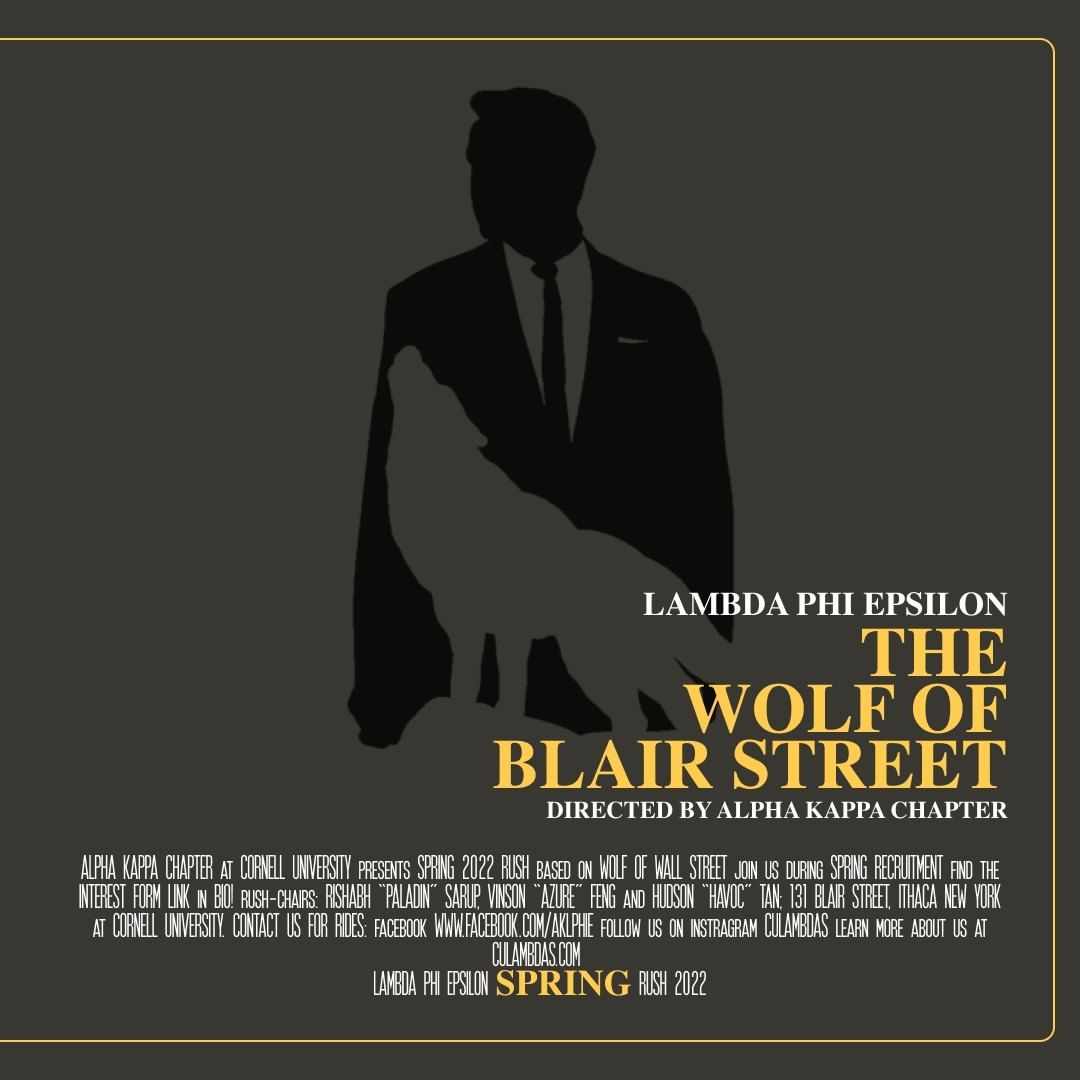 LAMBDA PHI EPSILON
THE
WOLF OF
BLAIR STREET
DIRECTED BY ALPHA KAPPA CHAPTER
ALPHA KAPPA CHAPTER AT CORNELL UNIVERSITY PRESENTS SPRING 2022 RUSH BASED ON WOLF OF WALL STREET JOIN US DURING SPRING RECRUITMENT FIND THE
INTEREST FORM LINK IN BIO! RUSH-CHAIRS: RISHABH "PALADIN" SARUP, VINSON "AZURE" FENG AND HUDSON "HAVOC" TAN; 131 BLAIR STREET, ITHACA NEW YORK
AT CORNELL UNIVERSITY. CONTACT US FOR RIDES: FACEBOOK WWW.FACEBOOK.COM/AKLPHIE FOLLOW US ON INSTRAGRAM CULAMBDAS LEARN MORE ABOUT US AT
CULAMBDAS.COM
LAMBDA PHI EPSILON SPRING RUSH 2022